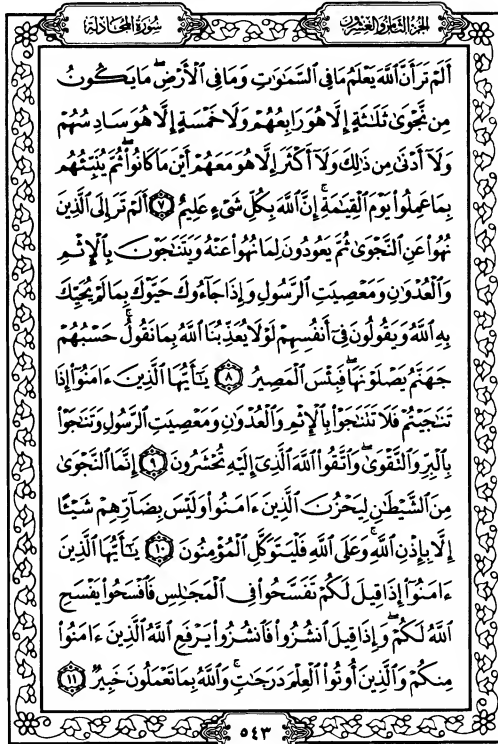 الجزء الثامن والعشرون
سورة المجادلة
أَلَمْ تَرَ أَنَّ ٱللَّهَ يَعْلَمُ مَا فِي ٱلسَّمَٰوَٰتِ وَمَا فِي ٱلْأَرْضِۖ مَا يَكُونُ
مِن نَّجْوَىٰ ثَلَٰثَةٍ إِلَّا هُوَ رَابِعُهُمْ وَلَا خَمْسَةٍ إِلَّا هُوَ سَادِسُهُمْ
وَلَآ أَدْنَىٰ مِن ذَٰلِكَ وَلَآ أَكْثَرَ إِلَّا هُوَ مَعَهُمْ أَيْنَ مَا كَانُوا۟ۖ ثُمَّ يُنَبِّئُهُم
بِمَا عَمِلُوا۟ يَوْمَ ٱلْقِيَٰمَةِۚ إِنَّ ٱللَّهَ بِكُلِّ شَىْءٍ عَلِيمٌ ٧ أَلَمْ تَرَ إِلَى ٱلَّذِينَ
نُهُوا۟ عَنِ ٱلنَّجْوَىٰ ثُمَّ يَعُودُونَ لِمَا نُهُوا۟ عَنْهُ وَيَتَنَٰجَوْنَ بِٱلْإِثْمِ
وَٱلْعُدْوَٰنِ وَمَعْصِيَتِ ٱلرَّسُولِ وَإِذَا جَآءُوكَ حَيَّوْكَ بِمَا لَمْ يُحَيِّكَ
بِهِ ٱللَّهُ وَيَقُولُونَ فِىٓ أَنفُسِهِمْ لَوْلَا يُعَذِّبُنَا ٱللَّهُ بِمَا نَقُولُۚ حَسْبُهُمْ
جَهَنَّمُ يَصْلَوْنَهَاۖ فَبِئْسَ ٱلْمَصِيرُ ٨ يَٰٓأَيُّهَا ٱلَّذِينَ ءَامَنُوٓا۟ إِذَا
تَنَٰجَيْتُمْ فَلَا تَتَنَٰجَوْا۟ بِٱلْإِثْمِ وَٱلْعُدْوَٰنِ وَمَعْصِيَتِ ٱلرَّسُولِ وَتَنَٰجَوْا۟
بِٱلْبِرِّ وَٱلتَّقْوَىٰۖ وَٱتَّقُوا۟ ٱللَّهَ ٱلَّذِىٓ إِلَيْهِ تُحْشَرُونَ ٩ إِنَّمَا ٱلنَّجْوَىٰ
مِنَ ٱلشَّيْطَٰنِ لِيَحْزُنَ ٱلَّذِينَ ءَامَنُوا۟ وَلَيْسَ بِضَآرِّهِمْ شَيْـًٔا
إِلَّا بِإِذْنِ ٱللَّهِۚ وَعَلَى ٱللَّهِ فَلْيَتَوَكَّلِ ٱلْمُؤْمِنُونَ ١٠ يَٰٓأَيُّهَا ٱلَّذِينَ
ءَامَنُوٓا۟ إِذَا قِيلَ لَكُمْ تَفَسَّحُوا۟ فِى ٱلْمَجَٰلِسِ فَٱفْسَحُوا۟ يَفْسَحِ
ٱللَّهُ لَكُمْۖ وَإِذَا قِيلَ ٱنشُزُوا۟ فَٱنشُزُوا۟ يَرْفَعِ ٱللَّهُ ٱلَّذِينَ ءَامَنُوا۟
مِنكُمْ وَٱلَّذِينَ أُوتُوا۟ ٱلْعِلْمَ دَرَجَٰتٍۚ وَٱللَّهُ بِمَا تَعْمَلُونَ خَبِيرٌ ١١
٥٤٣